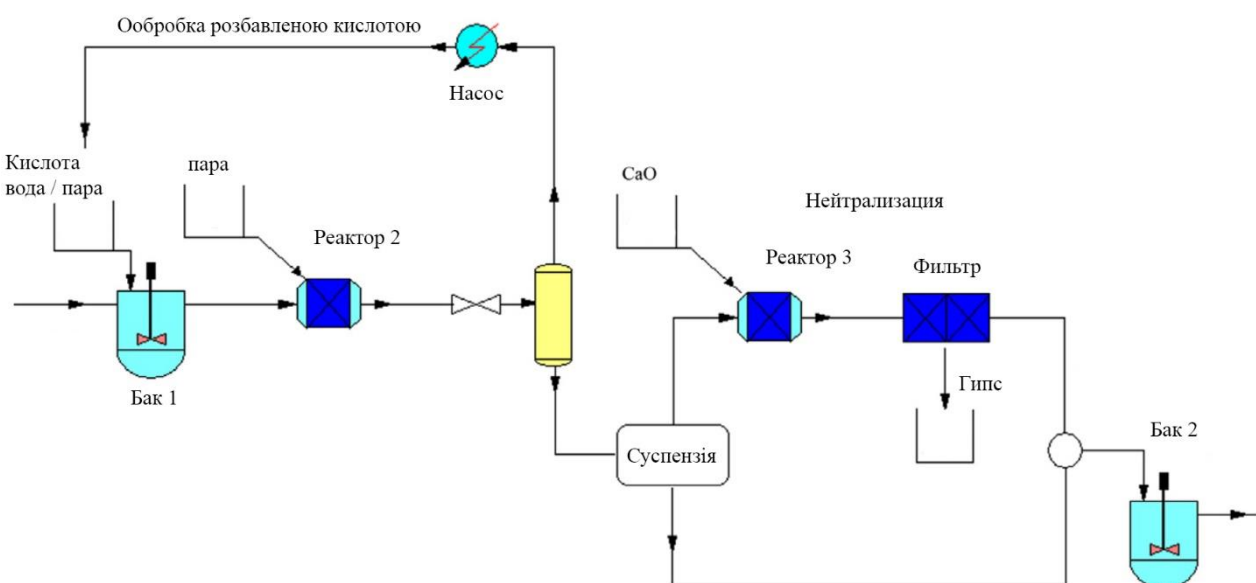 Ообробка розбавленою кислотою
Насос
Кислота
вода / пара
пара
CaO
Нейтрализация
Реактор 2
Реактор 3
Фильтр
Бак 1
Гипс
Суспензія
Бак 2